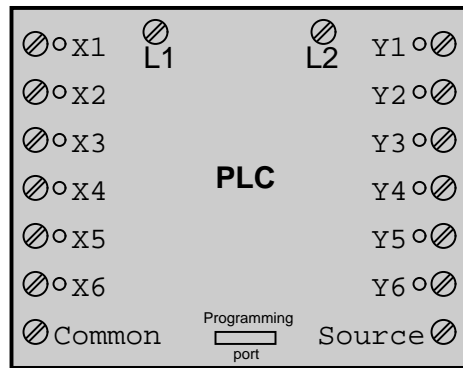 X1 L1 L2 Y1
X2 Y2
X3 Y3
X4 PLC Y4
X5 Y5
X6 Y6
Programming
Common Source
port